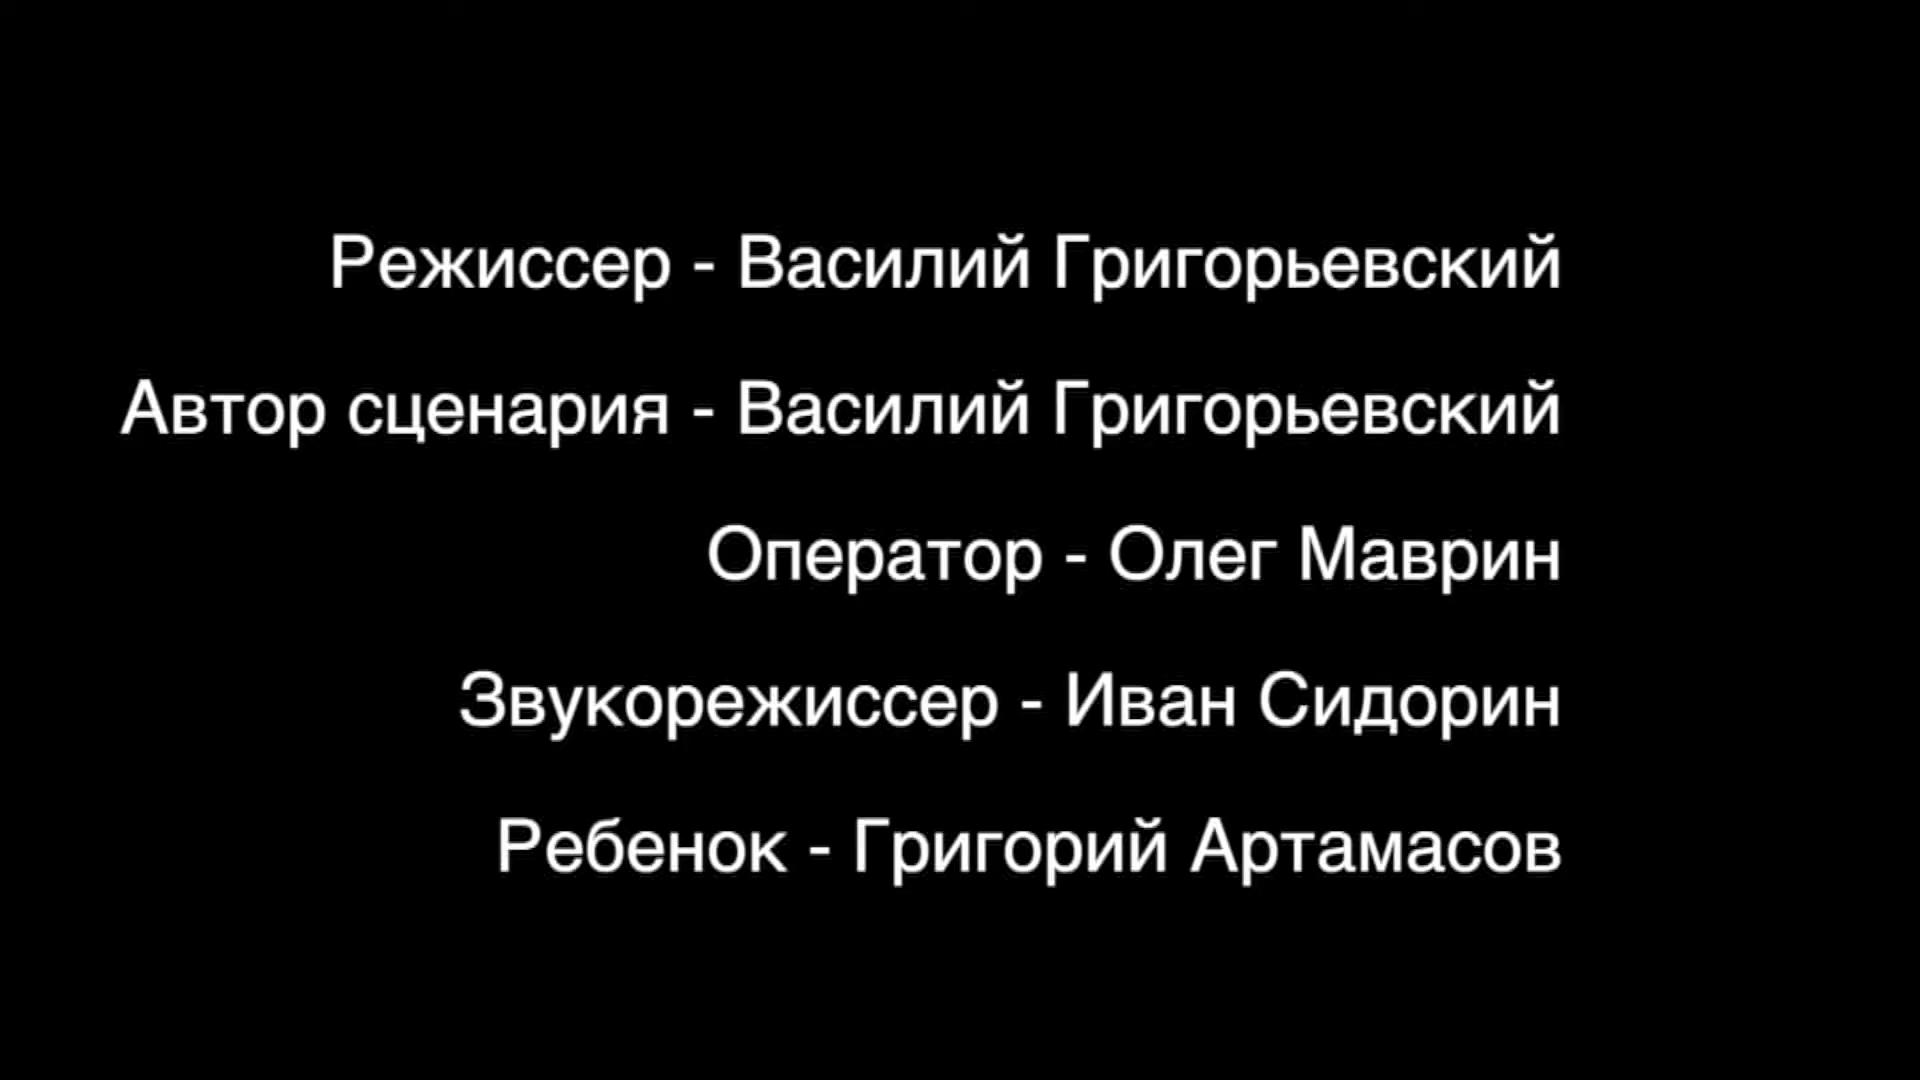 Режиссер - Василий Григорьевский
Автор сценария - Василий Григорьевский
Оператор - Олег Маврин
Звукорежиссер - Иван Сидорин
Ребенок - Григорий Артамасов